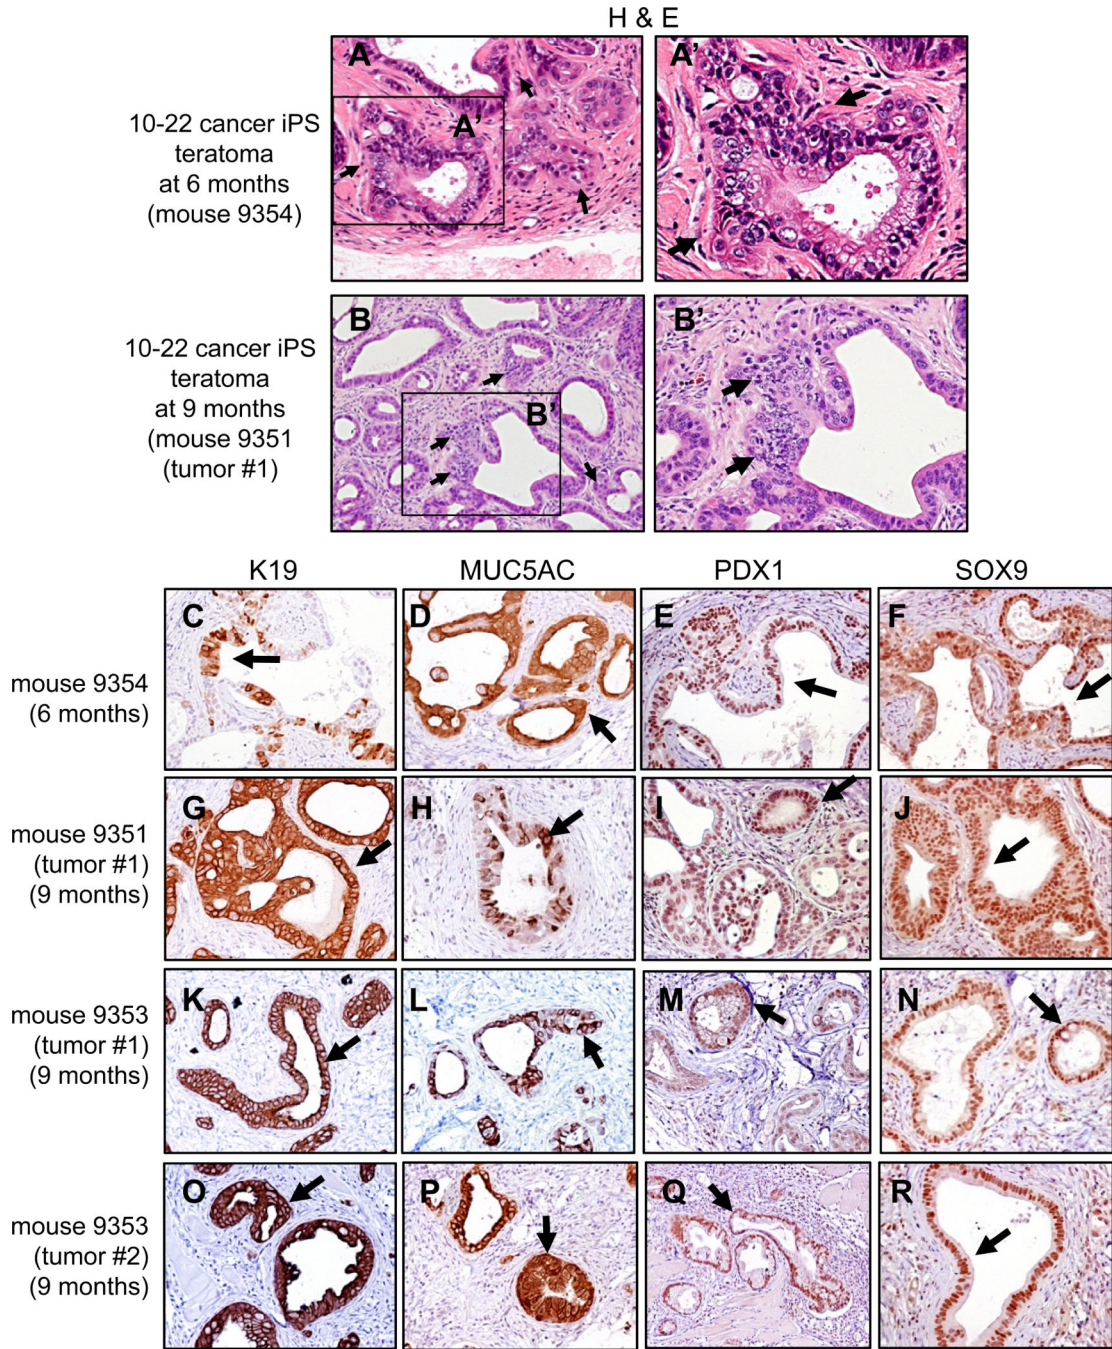 H & E
10-22 cancer iPS
teratoma
at 6 months
(mouse 9354)
A
A'
A'
10-22 cancer iPS
teratoma
at 9 months
(mouse 9351
(tumor #1)
B
B'
B'
K19
MUC5AC
PDX1
SOX9
mouse 9354
(6 months)
C
D
E
F
mouse 9351
(tumor #1)
(9 months)
G
H
I
J
mouse 9353
(tumor #1)
(9 months)
K
L
M
N
mouse 9353
(tumor #2)
(9 months)
O
P
Q
R